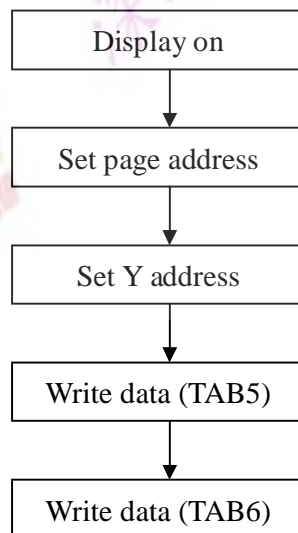 Display on
Set page address
Set Y address
Write data (TAB5)
Write data (TAB6)